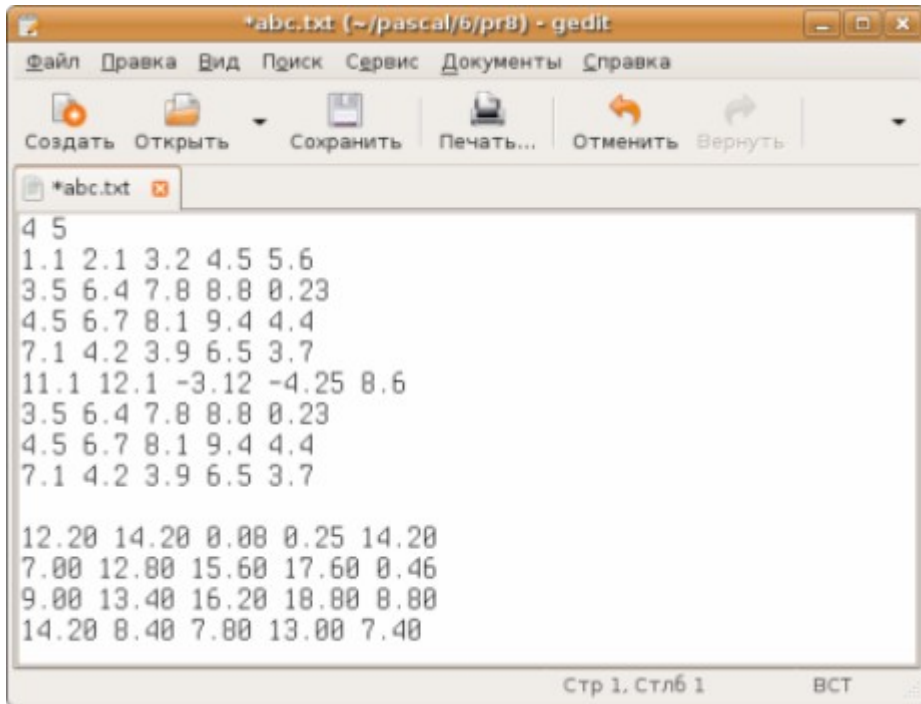 *abc.txt (~/pascal/6/pr8) - gedit
Файл Правка Вид Поиск Сервис Документы Справка
Создать Открыть Сохранить Печать... Отменить Вернуть
*abc.txt
4 5
1.1 2.1 3.2 4.5 5.6
3.5 6.4 7.8 8.8 0.23
4.5 6.7 8.1 9.4 4.4
7.1 4.2 3.9 6.5 3.7
11.1 12.1 -3.12 -4.25 8.6
3.5 6.4 7.8 8.8 0.23
4.5 6.7 8.1 9.4 4.4
7.1 4.2 3.9 6.5 3.7
12.20 14.20 0.08 0.25 14.20
7.00 12.80 15.60 17.60 0.46
9.00 13.40 16.20 18.80 8.80
14.20 8.40 7.80 13.00 7.40
Стр 1, Стлб 1 ВСТ